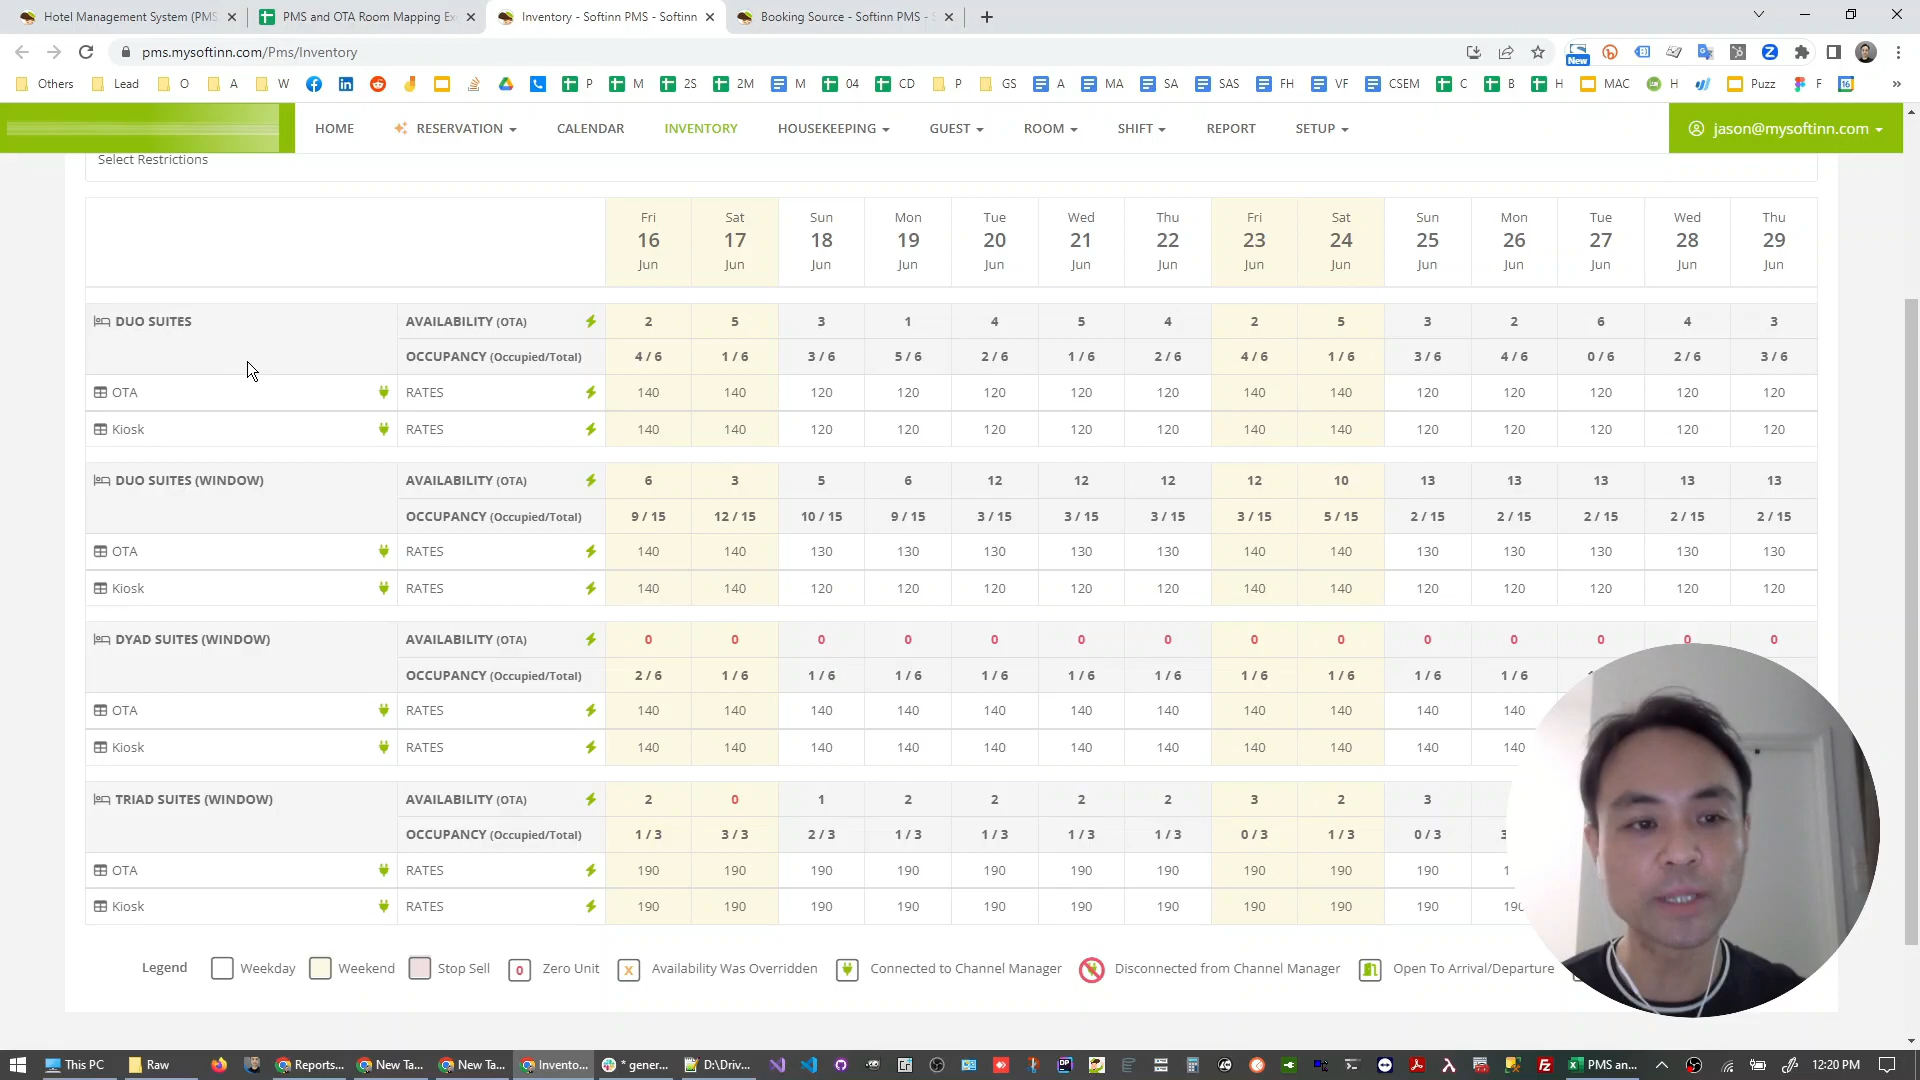 Hotel Management System (PMS
PMS and OTA Room Mapping Ex
Inventory - Softinn PMS - Softinn
Booking Source - Softinn PMS -
pms.mysoftinn.com/Pms/Inventory
New
Others Lead O A W P M 2S 2M M 04 CD P GS A MA SA SAS FH VF CSEM C B H MAC H Puzz F 16 »
HOME RESERVATION CALENDAR INVENTORY HOUSEKEEPING GUEST ROOM SHIFT REPORT SETUP jason@mysoftinn.com
Select Restrictions
Fri Sat Sun Mon Tue Wed Thu Fri Sat Sun Mon Tue Wed Thu
16 17 18 19 20 21 22 23 24 25 26 27 28 29
Jun Jun Jun Jun Jun Jun Jun Jun Jun Jun Jun Jun Jun Jun
DUO SUITES AVAILABILITY (OTA) 2 5 3 1 4 5 4 2 5 3 2 6 4 3
OCCUPANCY (Occupied/Total) 4 / 6 1 / 6 3 / 6 5 / 6 2 / 6 1 / 6 2 / 6 4 / 6 1 / 6 3 / 6 4 / 6 0 / 6 2 / 6 3 / 6
OTA RATES 140 140 120 120 120 120 120 140 140 120 120 120 120 120
Kiosk RATES 140 140 120 120 120 120 120 140 140 120 120 120 120 120
DUO SUITES (WINDOW) AVAILABILITY (OTA) 6 3 5 6 12 12 12 12 10 13 13 13 13 13
OCCUPANCY (Occupied/Total) 9 / 15 12 / 15 10 / 15 9 / 15 3 / 15 3 / 15 3 / 15 3 / 15 5 / 15 2 / 15 2 / 15 2 / 15 2 / 15 2 / 15
OTA RATES 140 140 130 130 130 130 130 140 140 130 130 130 130 130
Kiosk RATES 140 140 120 120 120 120 120 140 140 120 120 120 120 120
DYAD SUITES (WINDOW) AVAILABILITY (OTA) 0 0 0 0 0 0 0 0 0 0 0 0 0 0
OCCUPANCY (Occupied/Total) 2 / 6 1 / 6 1 / 6 1 / 6 1 / 6 1 / 6 1 / 6 1 / 6 1 / 6 1 / 6 1 / 6
OTA RATES 140 140 140 140 140 140 140 140 140 140 140
Kiosk RATES 140 140 140 140 140 140 140 140 140 140 140
TRIAD SUITES (WINDOW) AVAILABILITY (OTA) 2 0 1 2 2 2 2 3 2 3
OCCUPANCY (Occupied/Total) 1 / 3 3 / 3 2 / 3 1 / 3 1 / 3 1 / 3 1 / 3 0 / 3 1 / 3 0 / 3 3
OTA RATES 190 190 190 190 190 190 190 190 190 190 1
Kiosk RATES 190 190 190 190 190 190 190 190 190 190 190
Legend Weekday Weekend Stop Sell 0 Zero Unit X Availability Was Overridden Connected to Channel Manager Disconnected from Channel Manager Open To Arrival/Departure
This PC Raw Reports... New Ta... New Ta... Invento... * gener... D:\Driv... PMS an... 12:20 PM